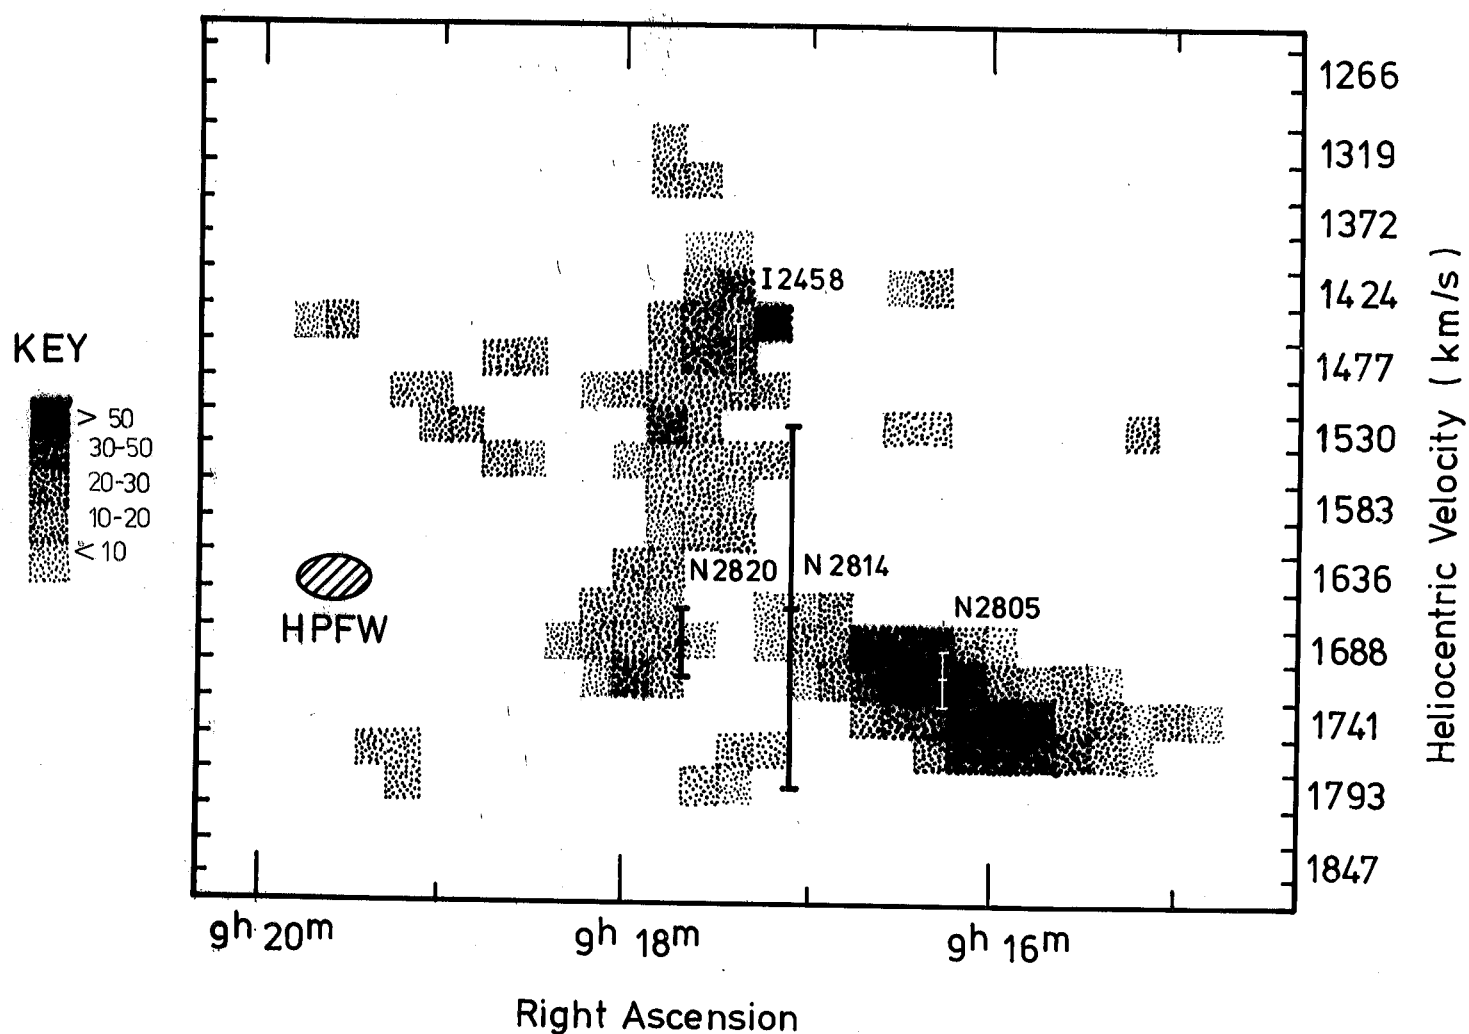 1266
1319
1372
I2458
1424
KEY
1477
> 50
30-50
1530
20-30
10-20
1583
< 10
N2820
N2814
1636
N2805
HPFW
1688
1741
1793
1847
Heliocentric Velocity (km/s)
9h 20m
9h 18m
9h 16m
Right Ascension